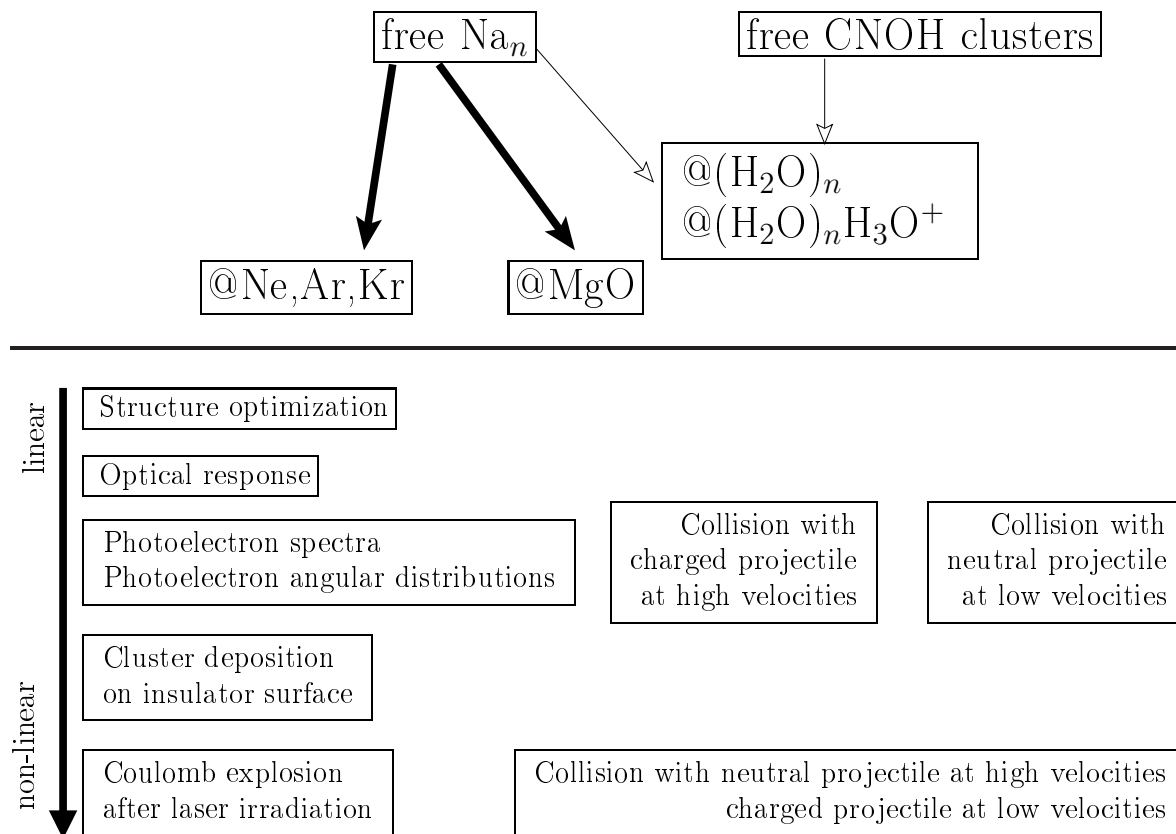 free Naₙ
free CNOH clusters
@(H₂O)ₙ
@(H₂O)ₙH₃O⁺
@Ne,Ar,Kr
@MgO
linear
Structure optimization
Optical response
Photoelectron spectra
Photoelectron angular distributions
Collision with
charged projectile
at high velocities
Collision with
neutral projectile
at low velocities
Cluster deposition
on insulator surface
non-linear
Coulomb explosion
after laser irradiation
Collision with neutral projectile at high velocities
charged projectile at low velocities